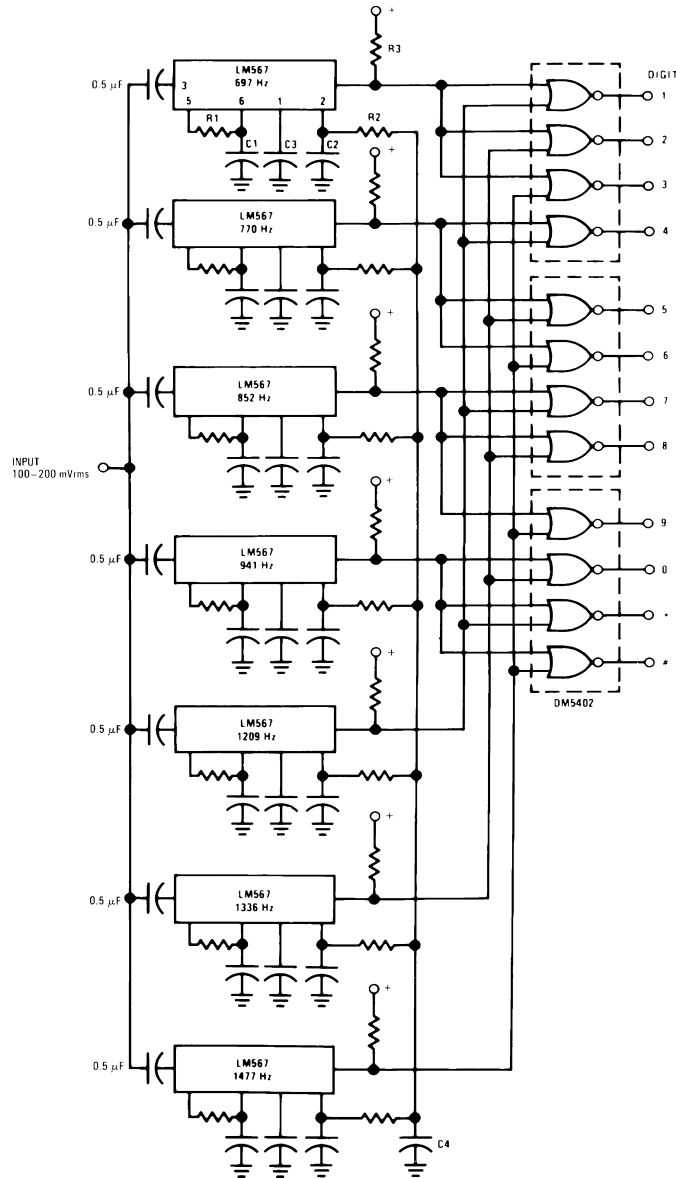 +
R3
DIGIT
LM567
697 Hz
0.5 μF
3
5
6
1
2
R1
C1
C3
C2
R2
1
2
3
4
+
0.5 μF
LM567
770 Hz
5
6
7
8
+
0.5 μF
LM567
852 Hz
INPUT
100–200 mVrms
9
0
*
#
DM5402
+
0.5 μF
LM567
941 Hz
+
0.5 μF
LM567
1209 Hz
+
0.5 μF
LM567
1336 Hz
+
0.5 μF
LM567
1477 Hz
C4